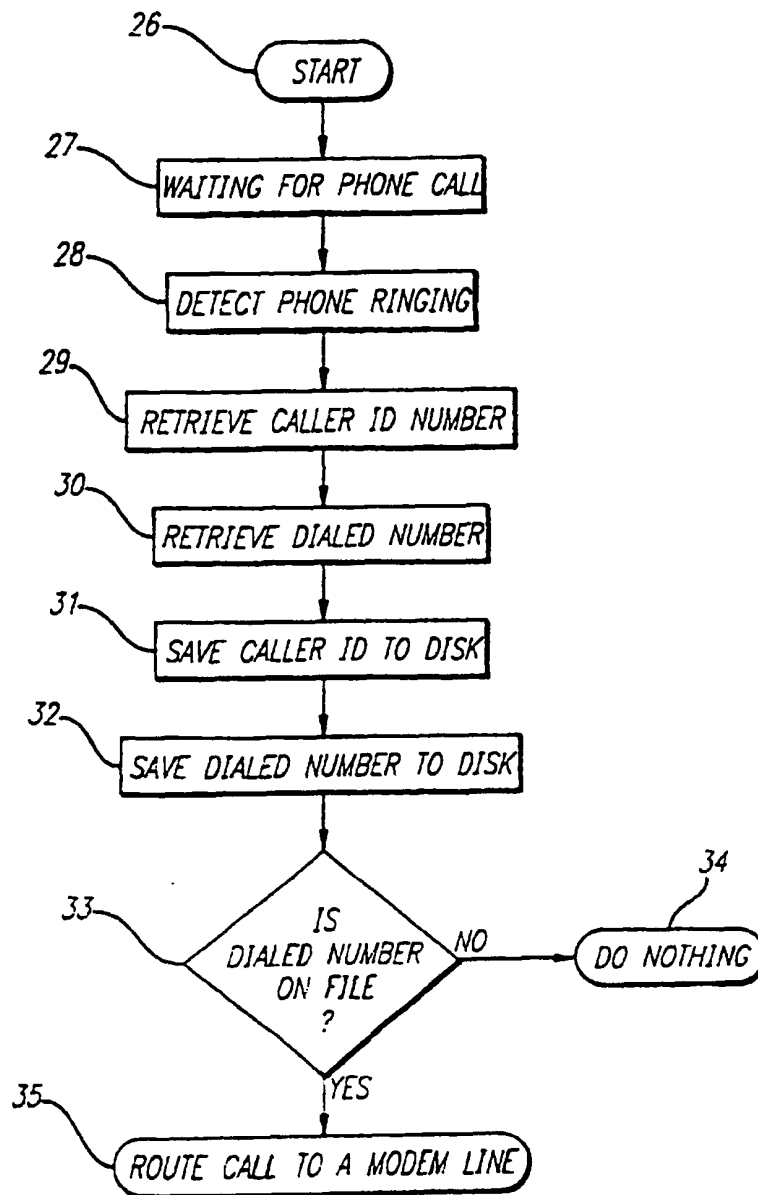 26
START
27
WAITING FOR PHONE CALL
28
DETECT PHONE RINGING
29
RETRIEVE CALLER ID NUMBER
30
RETRIEVE DIALED NUMBER
31
SAVE CALLER ID TO DISK
32
SAVE DIALED NUMBER TO DISK
33
IS
DIALED NUMBER
ON FILE
?
NO
34
DO NOTHING
YES
35
ROUTE CALL TO A MODEM LINE